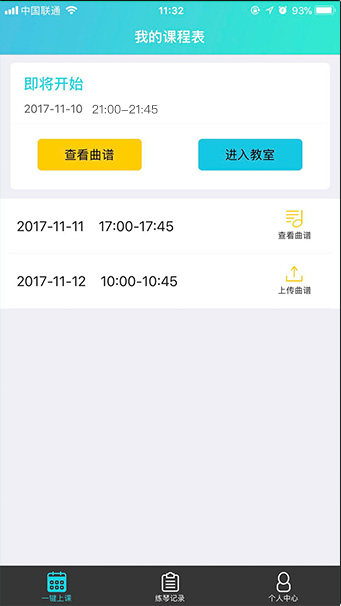 中国联通 11:32 93%
我的课程表
即将开始
2017-11-10 21:00-21:45
查看曲谱 进入教室
2017-11-11 17:00-17:45 查看曲谱
2017-11-12 10:00-10:45 上传曲谱
一键上课 练琴记录 个人中心